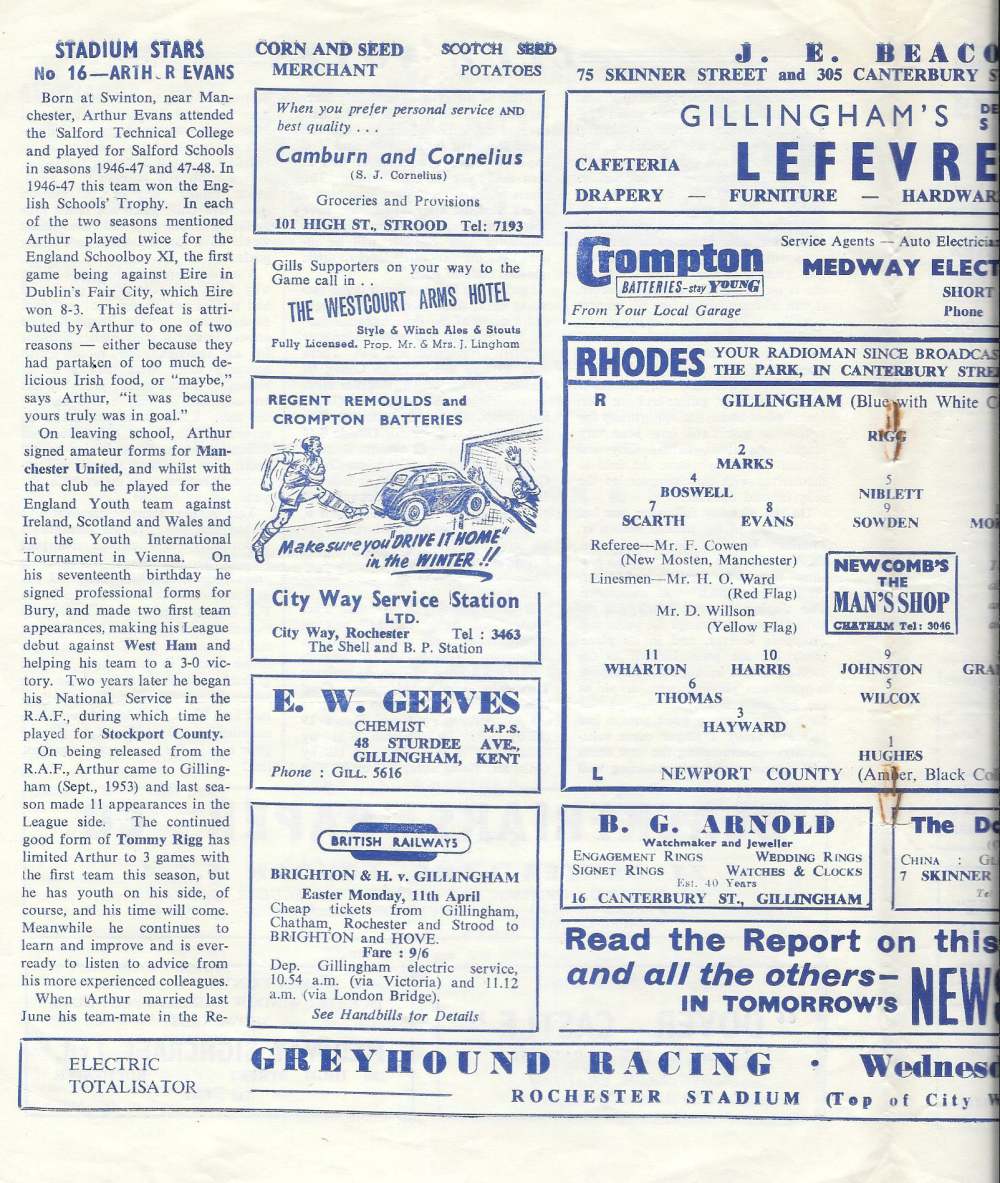 STADIUM STARS
No 16—ARTH R EVANS
Born at Swinton, near Man-
chester, Arthur Evans attended
the Salford Technical College
and played for Salford Schools
in seasons 1946-47 and 47-48. In
1946-47 this team won the Eng-
lish Schools' Trophy. In each
of the two seasons mentioned
Arthur played twice for the
England Schoolboy XI, the first
game being against Eire in
Dublin's Fair City, which Eire
won 8-3. This defeat is attri-
buted by Arthur to one of two
reasons — either because they
had partaken of too much de-
licious Irish food, or "maybe,"
says Arthur, "it was because
yours truly was in goal."
On leaving school, Arthur
signed amateur forms for Man-
chester United, and whilst with
that club he played for the
England Youth team against
Ireland, Scotland and Wales and
in the Youth International
Tournament in Vienna. On
his seventeenth birthday he
signed professional forms for
Bury, and made two first team
appearances, making his League
debut against West Ham and
helping his team to a 3-0 vic-
tory. Two years later he began
his National Service in the
R.A.F., during which time he
played for Stockport County.
On being released from the
R.A.F., Arthur came to Gilling-
ham (Sept., 1953) and last sea-
son made 11 appearances in the
League side. The continued
good form of Tommy Rigg has
limited Arthur to 3 games with
the first team this season, but
he has youth on his side, of
course, and his time will come.
Meanwhile he continues to
learn and improve and is ever-
ready to listen to advice from
his more experienced colleagues.
When Arthur married last
June his team-mate in the Re-
CORN AND SEED SCOTCH SEED
MERCHANT POTATOES
When you prefer personal service AND
best quality . . .
Camburn and Cornelius
(S. J. Cornelius)
Groceries and Provisions
101 HIGH ST., STROOD Tel: 7193
Gills Supporters on your way to the
Game call in . .
THE WESTCOURT ARMS HOTEL
Style & Winch Ales & Stouts
Fully Licensed. Prop. Mr. & Mrs. J. Lingham
REGENT REMOULDS and
CROMPTON BATTERIES
Make sure you "DRIVE IT HOME"
in the WINTER !!
City Way Service Station
LTD.
City Way, Rochester Tel : 3463
The Shell and B. P. Station
E. W. GEEVES
CHEMIST M.P.S.
48 STURDEE AVE.,
GILLINGHAM, KENT
Phone : GILL. 5616
BRITISH RAILWAYS
BRIGHTON & H. v. GILLINGHAM
Easter Monday, 11th April
Cheap tickets from Gillingham,
Chatham, Rochester and Strood to
BRIGHTON and HOVE.
Fare : 9/6
Dep. Gillingham electric service,
10.54 a.m. (via Victoria) and 11.12
a.m. (via London Bridge).
See Handbills for Details
J. E. BEACO
75 SKINNER STREET and 305 CANTERBURY S
GILLINGHAM'S DE
S
CAFETERIA LEFEVRE
DRAPERY — FURNITURE — HARDWAR
Crompton
BATTERIES-stay YOUNG
From Your Local Garage
Service Agents — Auto Electrician
MEDWAY ELECT
SHORT
Phone
RHODES YOUR RADIOMAN SINCE BROADCAS
THE PARK, IN CANTERBURY STRE
R GILLINGHAM (Blue with White C
1
RIGG
2
MARKS
4 5
BOSWELL NIBLETT
7 8 9
SCARTH EVANS SOWDEN MO
Referee—Mr. F. Cowen
(New Mosten, Manchester)
Linesmen—Mr. H. O. Ward
(Red Flag)
Mr. D. Willson
(Yellow Flag)
NEWCOMB'S
THE
MAN'S SHOP
CHATHAM Tel: 3046
11 10 9
WHARTON HARRIS JOHNSTON GRA
6 5
THOMAS WILCOX
3
HAYWARD
1
HUGHES
L NEWPORT COUNTY (Amber, Black Co
B. G. ARNOLD
Watchmaker and Jeweller
ENGAGEMENT RINGS WEDDING RINGS
SIGNET RINGS WATCHES & CLOCKS
Est. 40 Years
16 CANTERBURY ST., GILLINGHAM
The Do
CHINA : GL
7 SKINNER
Te
Read the Report on this
and all the others—
IN TOMORROW'S NEWS
ELECTRIC
TOTALISATOR
GREYHOUND RACING · Wednesd
ROCHESTER STADIUM (Top of City W